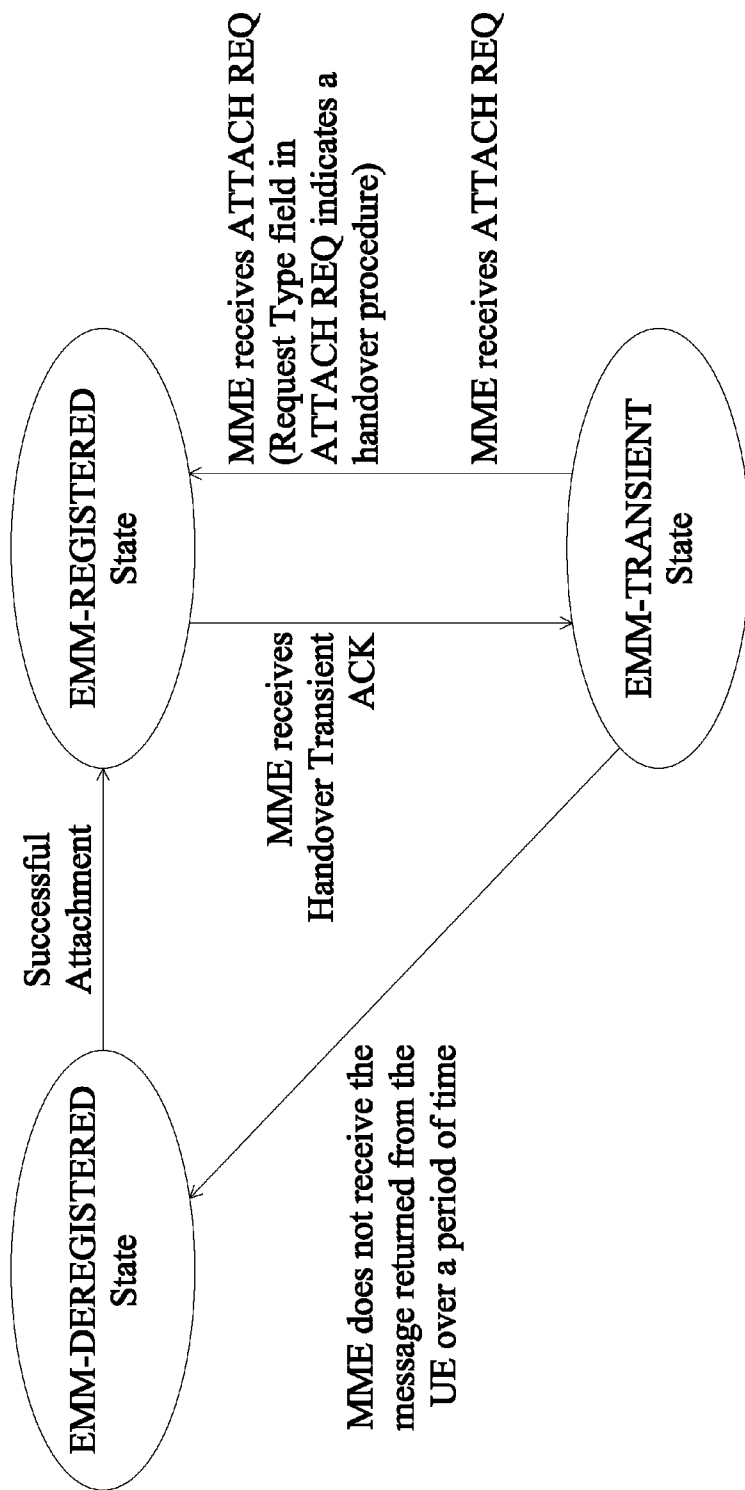 EMM-DEREGISTERED
State
Successful
Attachment
EMM-REGISTERED
State
MME receives
Handover Transient
ACK
MME receives ATTACH REQ
(Request Type field in
ATTACH REQ indicates a
handover procedure)
MME receives ATTACH REQ
MME does not receive the
message returned from the
UE over a period of time
EMM-TRANSIENT
State